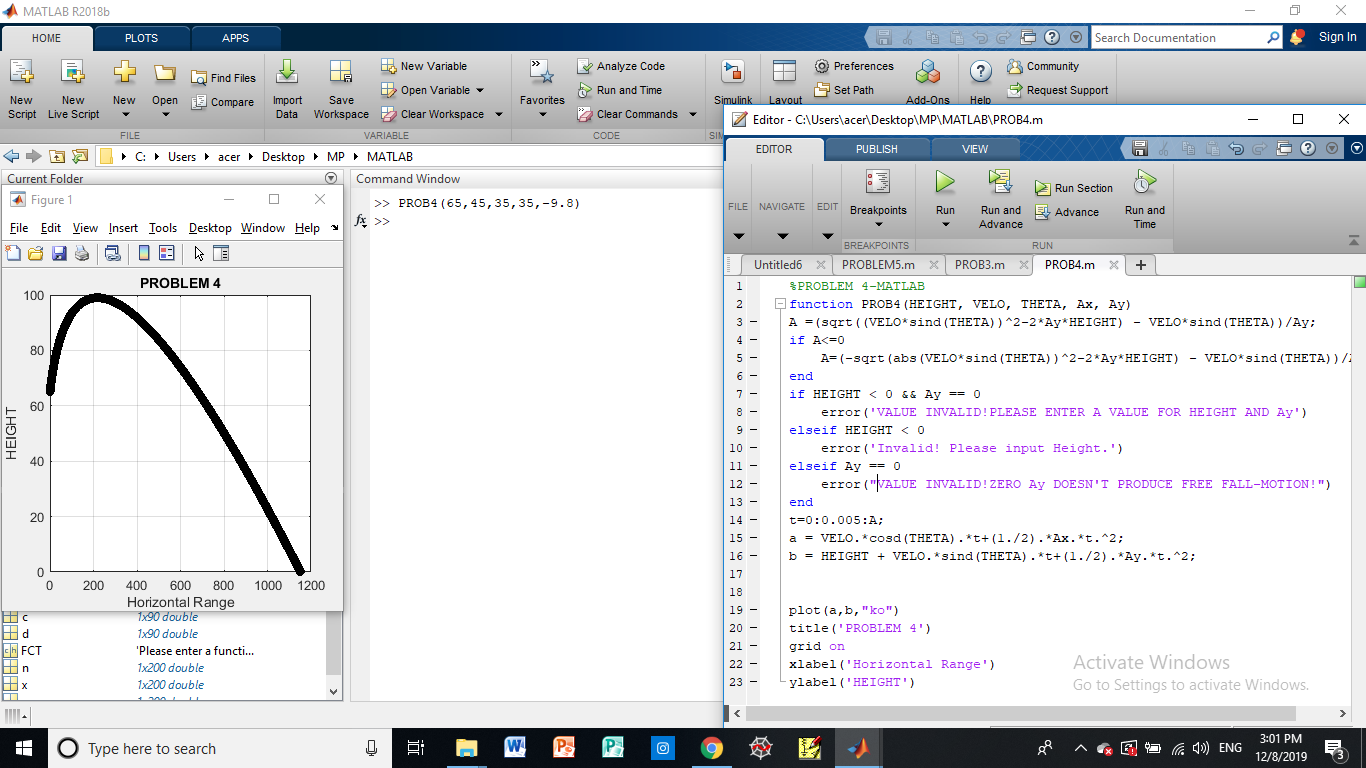 MATLAB R2018b
HOME PLOTS APPS
Search Documentation
Sign In
New Script
New Live Script
New
Open
Find Files
Compare
FILE
Import Data
Save Workspace
New Variable
Open Variable
Clear Workspace
VARIABLE
Favorites
Analyze Code
Run and Time
Clear Commands
CODE
Simulink
SIM
Layout
Preferences
Set Path
Add-Ons
Help
Community
Request Support
C: Users acer Desktop MP MATLAB
Current Folder
Command Window
>> PROB4(65,45,35,35,-9.8)
fx >>
Figure 1
File Edit View Insert Tools Desktop Window Help
PROBLEM 4
100
80
60
40
20
0
HEIGHT
0 200 400 600 800 1000 1200
Horizontal Range
c 1x90 double
d 1x90 double
ch FCT 'Please enter a functi...
n 1x200 double
x 1x200 double
Editor - C:\Users\acer\Desktop\MP\MATLAB\PROB4.m
EDITOR PUBLISH VIEW
FILE
NAVIGATE
EDIT
Breakpoints
BREAKPOINTS
Run
Run and Advance
Run Section
Advance
Run and Time
RUN
Untitled6 PROBLEM5.m PROB3.m PROB4.m
1 %PROBLEM 4-MATLAB
2 function PROB4(HEIGHT, VELO, THETA, Ax, Ay)
3 – A =(sqrt((VELO*sind(THETA))^2-2*Ay*HEIGHT) - VELO*sind(THETA))/Ay;
4 – if A<=0
5 – A=(-sqrt(abs(VELO*sind(THETA))^2-2*Ay*HEIGHT) - VELO*sind(THETA))/
6 – end
7 – if HEIGHT < 0 && Ay == 0
8 – error('VALUE INVALID!PLEASE ENTER A VALUE FOR HEIGHT AND Ay')
9 – elseif HEIGHT < 0
10 – error('Invalid! Please input Height.')
11 – elseif Ay == 0
12 – error("VALUE INVALID!ZERO Ay DOESN'T PRODUCE FREE FALL-MOTION!")
13 – end
14 – t=0:0.005:A;
15 – a = VELO.*cosd(THETA).*t+(1./2).*Ax.*t.^2;
16 – b = HEIGHT + VELO.*sind(THETA).*t+(1./2).*Ay.*t.^2;
17
18
19 – plot(a,b,"ko")
20 – title('PROBLEM 4')
21 – grid on
22 – xlabel('Horizontal Range')
23 – ylabel('HEIGHT')
Activate Windows
Go to Settings to activate Windows.
Type here to search
ENG
3:01 PM
12/8/2019
3